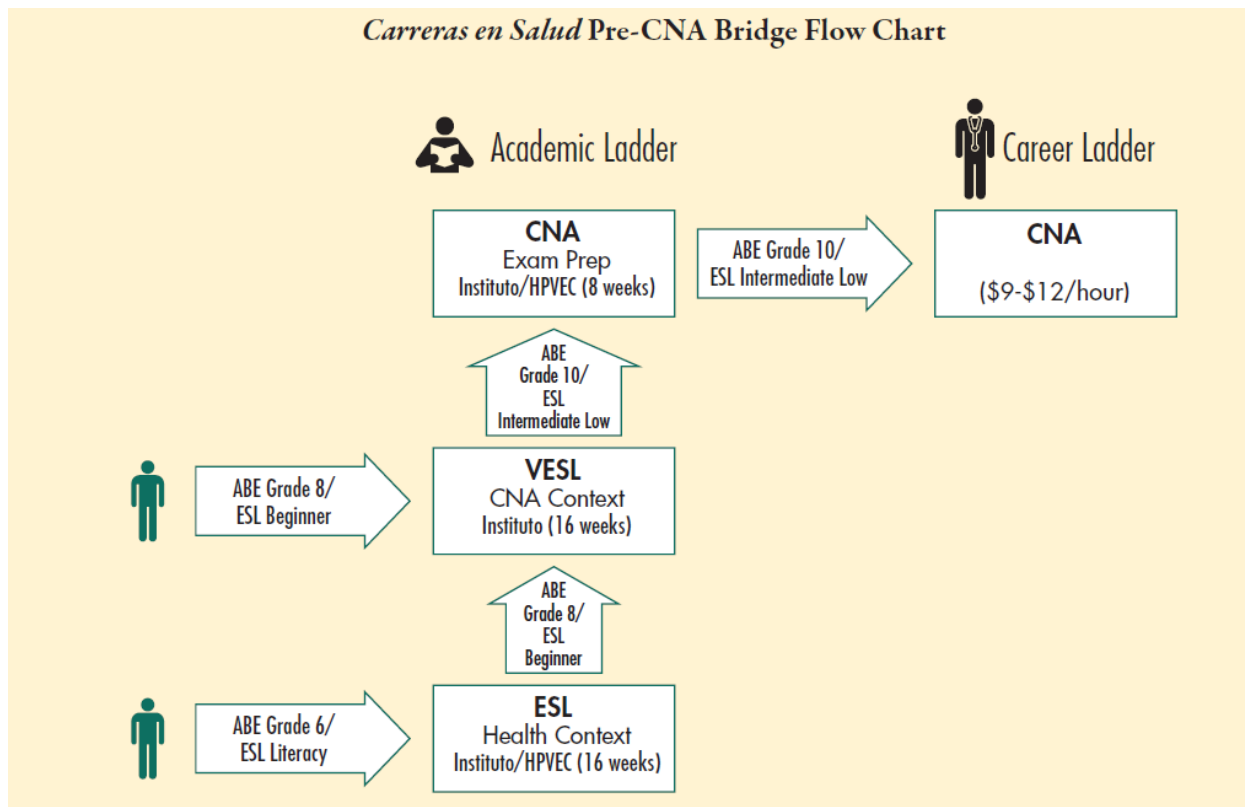 Carreras en Salud Pre-CNA Bridge Flow Chart
Academic Ladder
Career Ladder
CNA
Exam Prep
Instituto/HPVEC (8 weeks)
ABE Grade 10/
ESL Intermediate Low
CNA
($9-$12/hour)
ABE
Grade 10/
ESL
Intermediate Low
ABE Grade 8/
ESL Beginner
VESL
CNA Context
Instituto (16 weeks)
ABE
Grade 8/
ESL
Beginner
ABE Grade 6/
ESL Literacy
ESL
Health Context
Instituto/HPVEC (16 weeks)